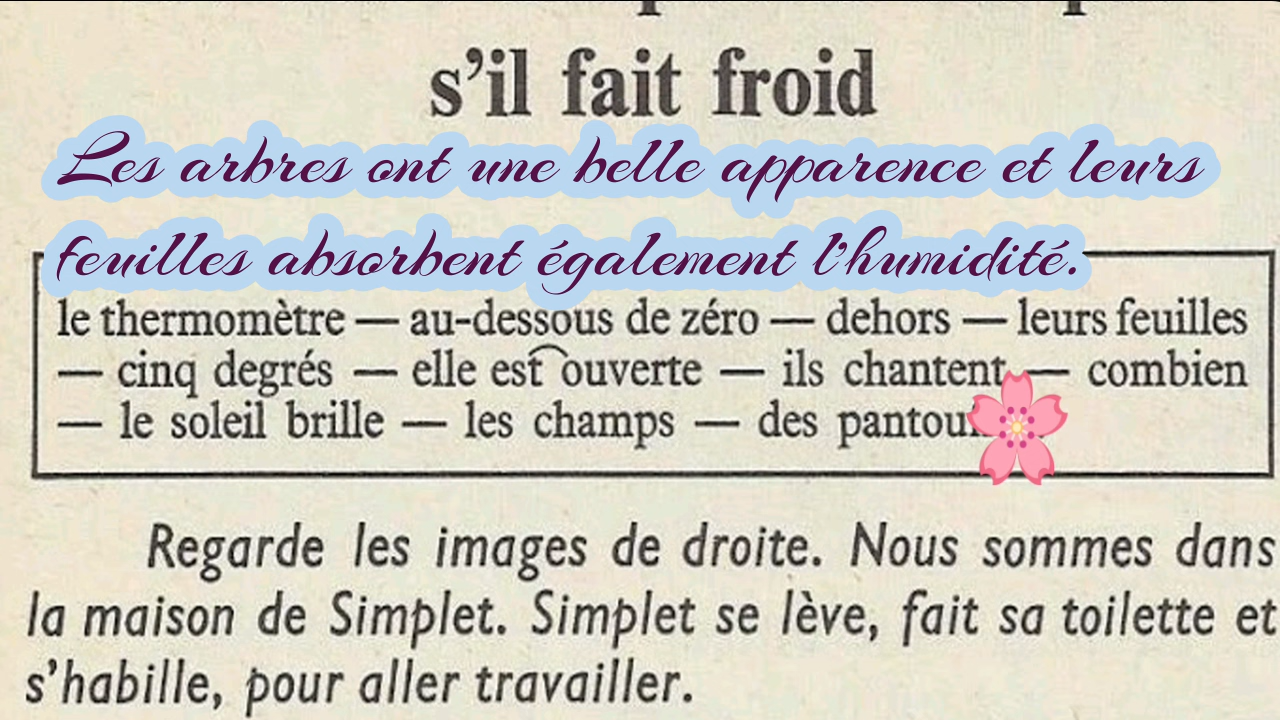 s’il fait froid
Les arbres ont une belle apparence et leurs
feuilles absorbent également l’humidité.
le thermomètre — au-dessous de zéro — dehors — leurs feuilles
— cinq degrés — elle est ouverte — ils chantent — combien
— le soleil brille — les champs — des
Regarde les images de droite. Nous sommes dans
la maison de Simplet. Simplet se lève, fait sa toilette et
s’habille, pour aller travailler.